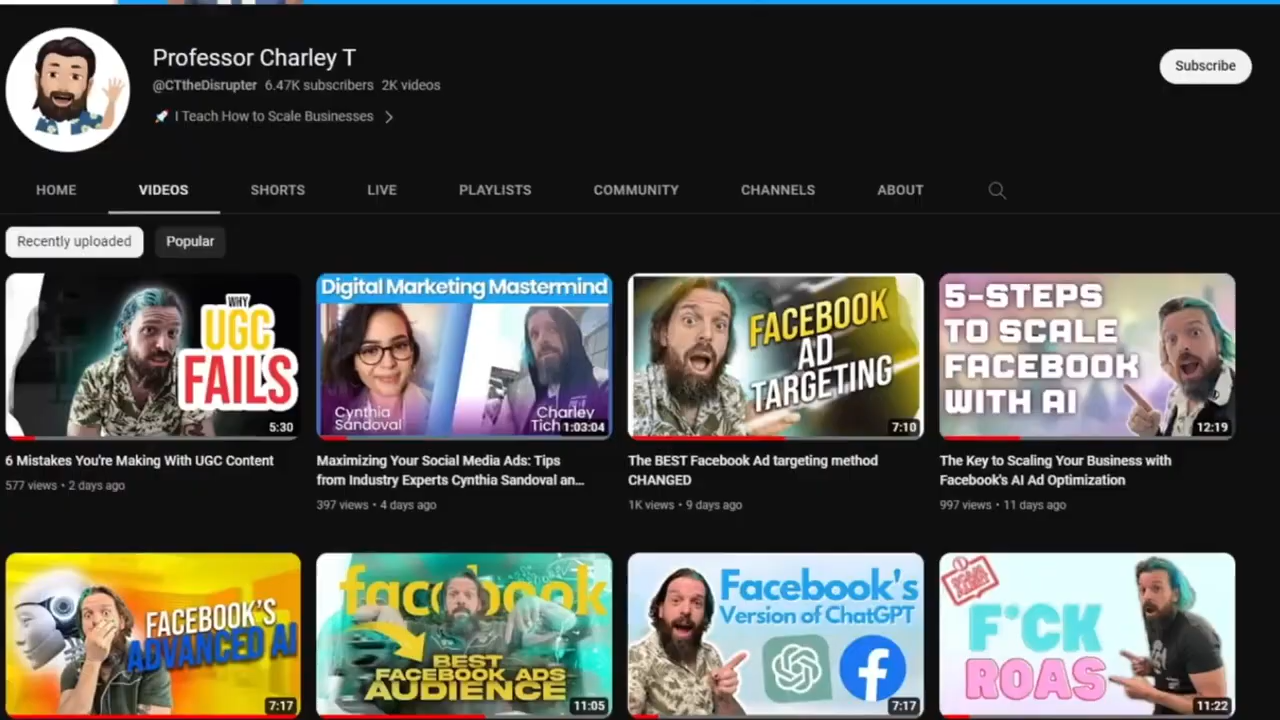 Professor Charley T
@CTtheDisrupter 6.47K subscribers 2K videos
🚀 I Teach How to Scale Businesses
Subscribe
HOME VIDEOS SHORTS LIVE PLAYLISTS COMMUNITY CHANNELS ABOUT
Recently uploaded Popular
WHY
UGC
FAILS
5:30
Digital Marketing Mastermind
Cynthia
Sandoval
Charley
Tich
1:03:04
FACEBOOK
AD
TARGETING
7:10
5-STEPS
TO SCALE
FACEBOOK
WITH AI
12:19
6 Mistakes You're Making With UGC Content
577 views • 2 days ago
Maximizing Your Social Media Ads: Tips
from Industry Experts Cynthia Sandoval an...
397 views • 4 days ago
The BEST Facebook Ad targeting method
CHANGED
1K views • 9 days ago
The Key to Scaling Your Business with
Facebook's AI Ad Optimization
997 views • 11 days ago
FACEBOOK'S
ADVANCED AI
7:17
facebook
BEST
FACEBOOK ADS
AUDIENCE
11:05
Facebook's
Version of ChatGPT
7:17
F*CK
ROAS
11:22